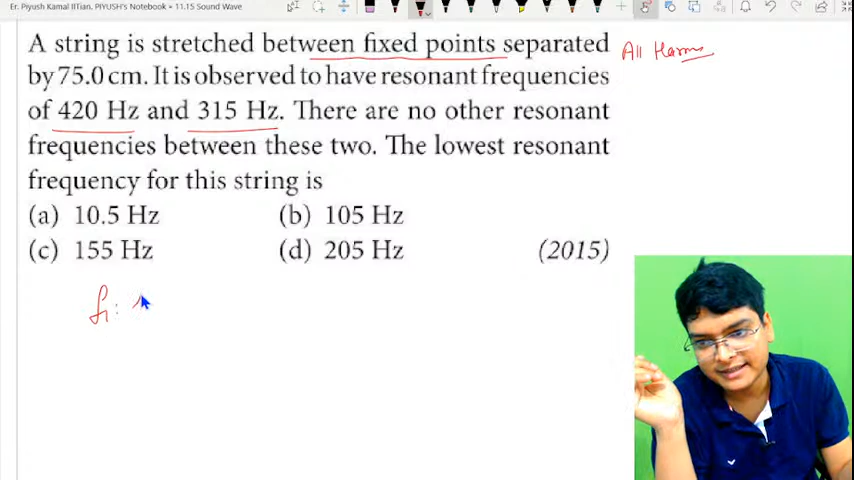 Er. Piyush Kamal IITian. PIYUSH's Notebook » 11.15 Sound Wave
A string is stretched between fixed points separated All Harms
by 75.0 cm. It is observed to have resonant frequencies
of 420 Hz and 315 Hz. There are no other resonant
frequencies between these two. The lowest resonant
frequency for this string is
(a) 10.5 Hz (b) 105 Hz
(c) 155 Hz (d) 205 Hz (2015)